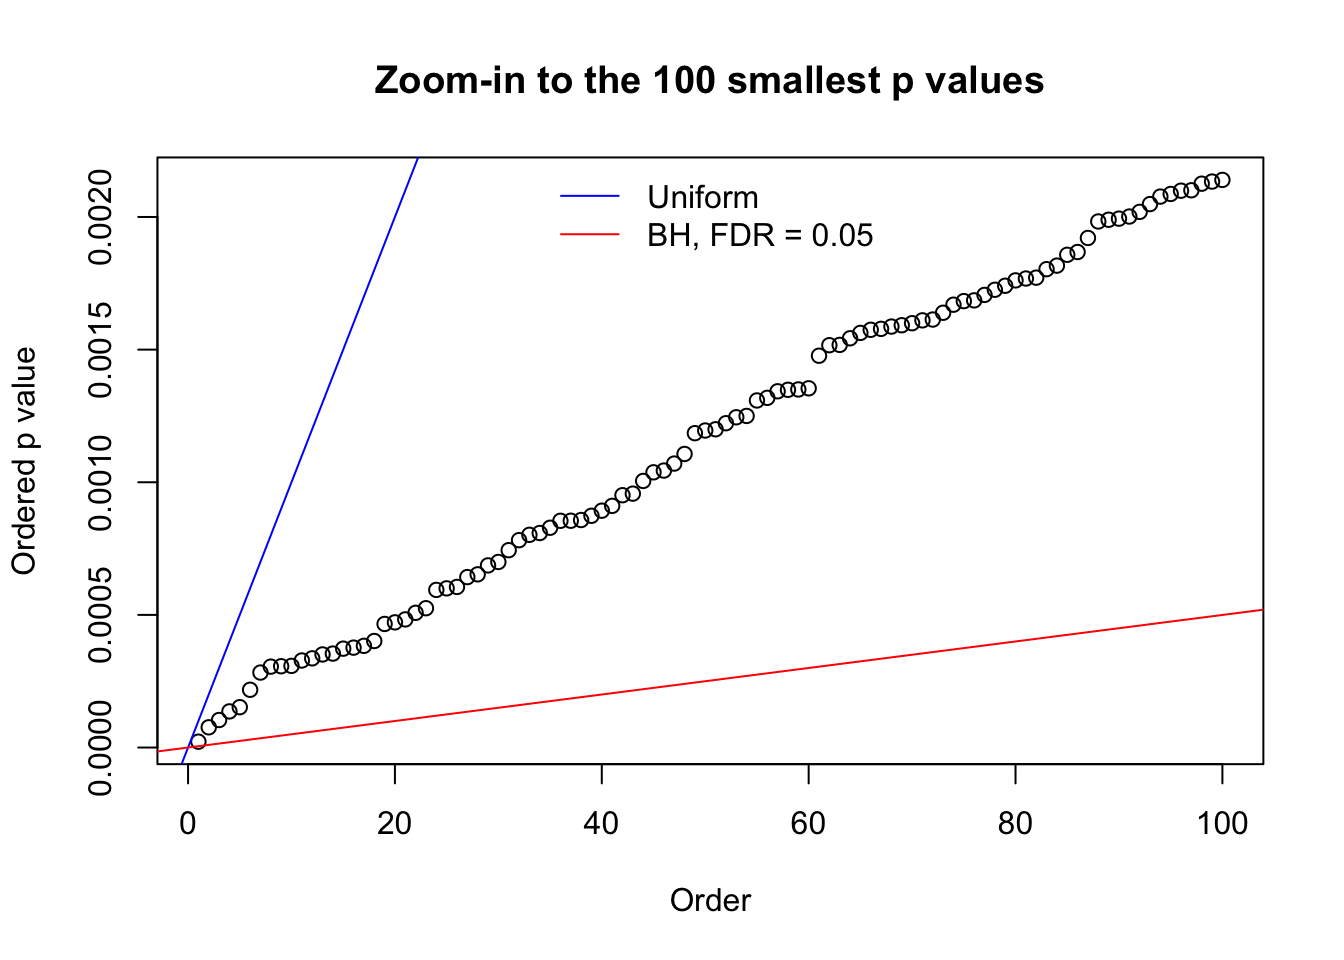 Zoom-in to the 100 smallest p values
Uniform
BH, FDR = 0.05
Ordered p value
0.0020
0.0015
0.0010
0.0005
0.0000
0 20 40 60 80 100
Order